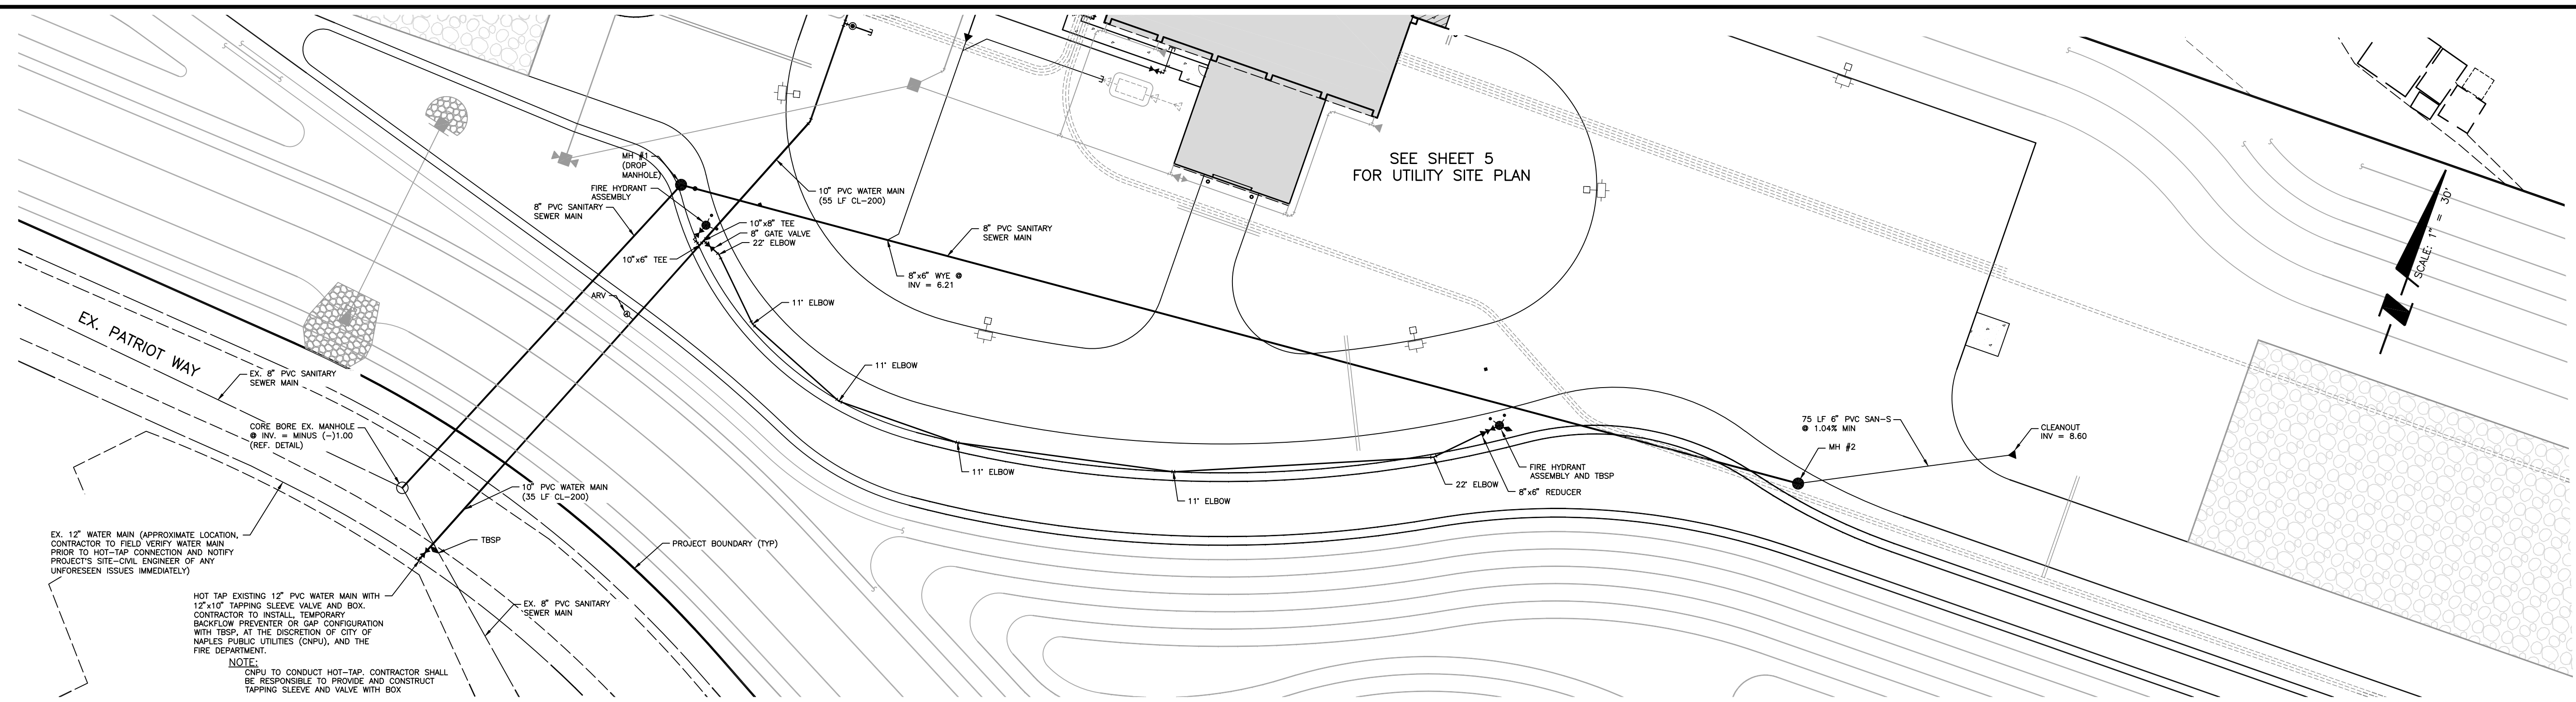 SEE SHEET 5
FOR UTILITY SITE PLAN
MH #1
(DROP
MANHOLE)
FIRE HYDRANT
ASSEMBLY
8" PVC SANITARY
SEWER MAIN
10" PVC WATER MAIN
(55 LF CL-200)
10"x8" TEE
8" GATE VALVE
22° ELBOW
10"x6" TEE
8" PVC SANITARY
SEWER MAIN
8"x6" WYE @
INV = 6.21
ARV
11° ELBOW
11° ELBOW
11° ELBOW
11° ELBOW
22° ELBOW
8"x6" REDUCER
FIRE HYDRANT
ASSEMBLY AND TBSP
75 LF 6" PVC SAN-S
@ 1.04% MIN
MH #2
CLEANOUT
INV = 8.60
SCALE: 1" = 30'
EX. PATRIOT WAY
EX. 8" PVC SANITARY
SEWER MAIN
CORE BORE EX. MANHOLE
@ INV. = MINUS (-)1.00
(REF. DETAIL)
10" PVC WATER MAIN
(35 LF CL-200)
TBSP
PROJECT BOUNDARY (TYP)
EX. 12" WATER MAIN (APPROXIMATE LOCATION,
CONTRACTOR TO FIELD VERIFY WATER MAIN
PRIOR TO HOT-TAP CONNECTION AND NOTIFY
PROJECT'S SITE-CIVIL ENGINEER OF ANY
UNFORESEEN ISSUES IMMEDIATELY)
HOT TAP EXISTING 12" PVC WATER MAIN WITH
12"x10" TAPPING SLEEVE VALVE AND BOX.
CONTRACTOR TO INSTALL, TEMPORARY
BACKFLOW PREVENTER OR GAP CONFIGURATION
WITH TBSP, AT THE DISCRETION OF CITY OF
NAPLES PUBLIC UTILITIES (CNPU), AND THE
FIRE DEPARTMENT.
EX. 8" PVC SANITARY
SEWER MAIN
NOTE:
CNPU TO CONDUCT HOT-TAP. CONTRACTOR SHALL
BE RESPONSIBLE TO PROVIDE AND CONSTRUCT
TAPPING SLEEVE AND VALVE WITH BOX